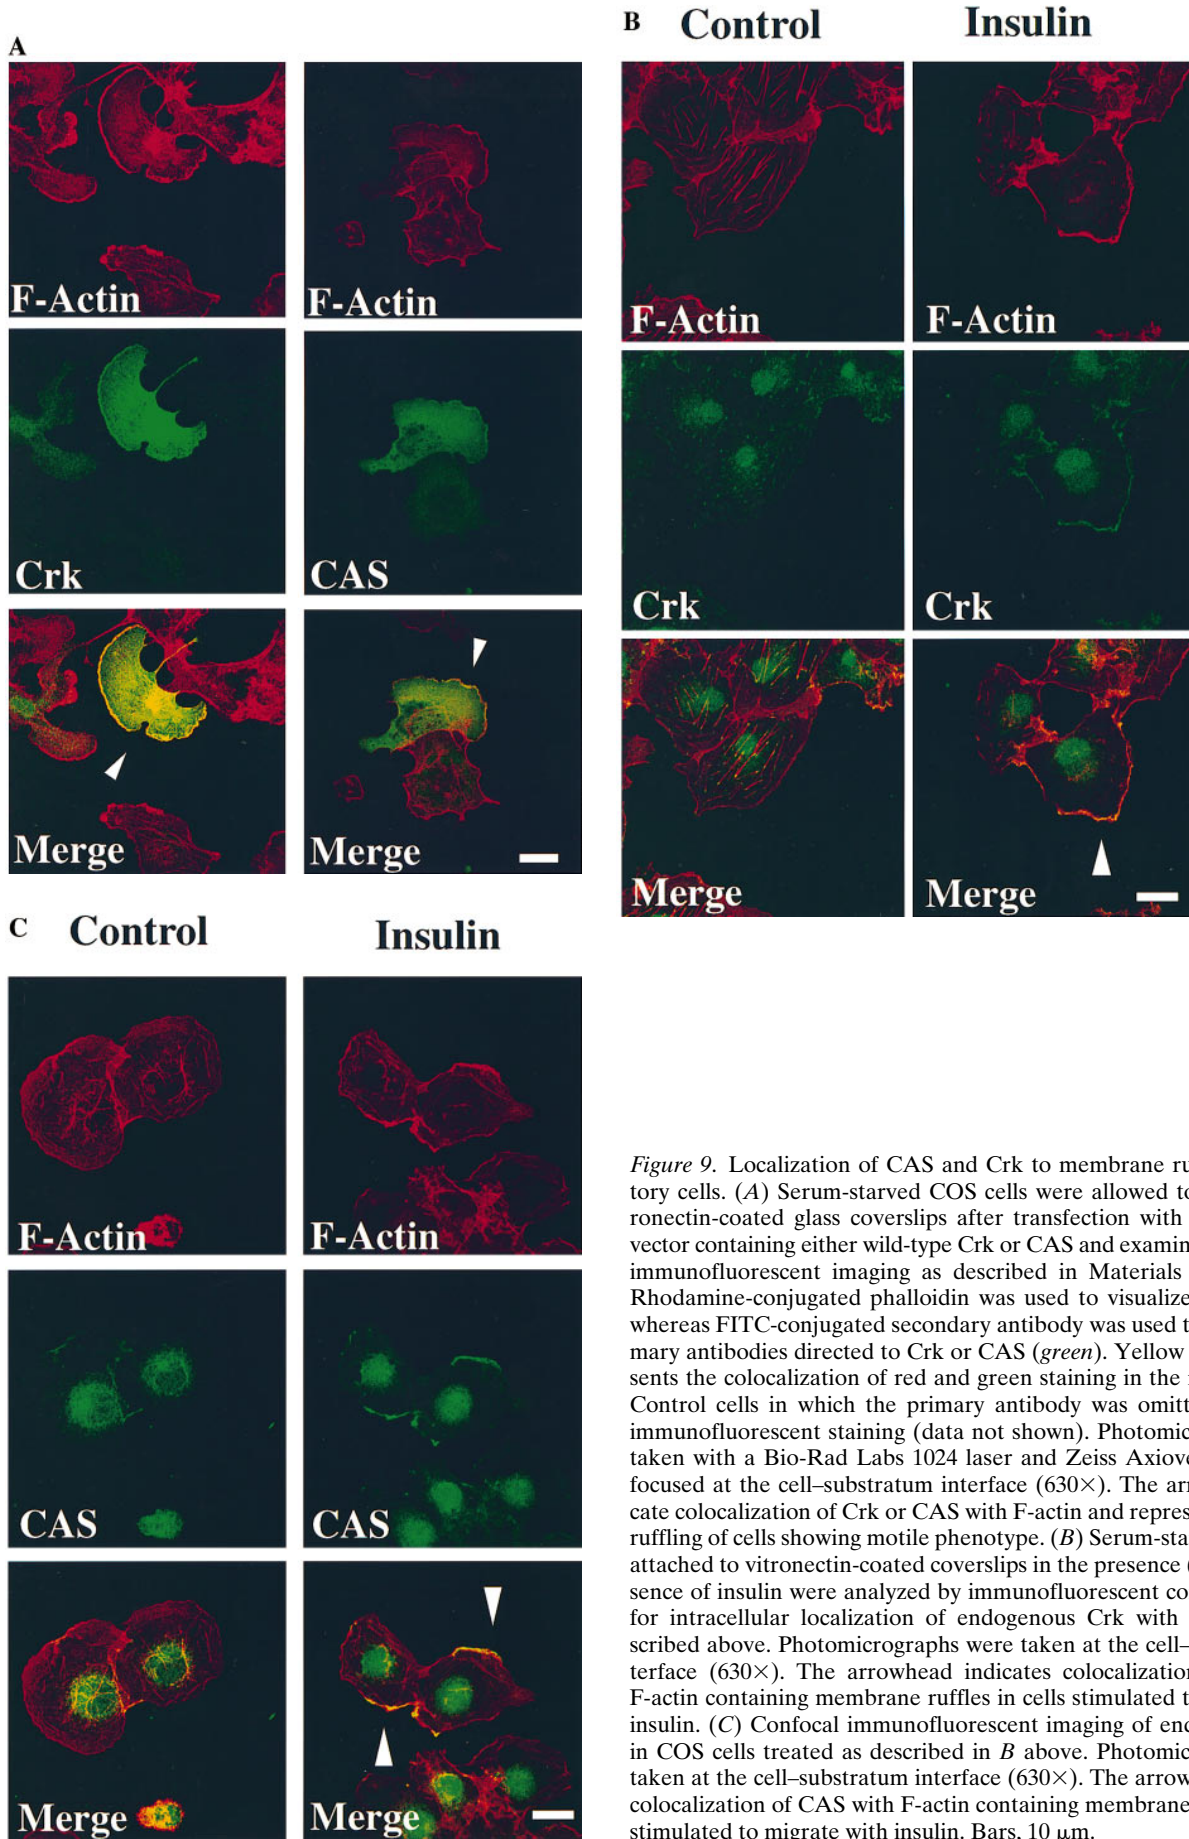 A
F-Actin
F-Actin
Crk
CAS
Merge
Merge
B
Control
Insulin
F-Actin
F-Actin
Crk
Crk
Merge
Merge
C
Control
Insulin
F-Actin
F-Actin
CAS
CAS
Merge
Merge
Figure 9. Localization of CAS and Crk to membrane ru
tory cells. (A) Serum-starved COS cells were allowed to
ronectin-coated glass coverslips after transfection with
vector containing either wild-type Crk or CAS and examin
immunofluorescent imaging as described in Materials
Rhodamine-conjugated phalloidin was used to visualize
whereas FITC-conjugated secondary antibody was used t
mary antibodies directed to Crk or CAS (green). Yellow
sents the colocalization of red and green staining in the
Control cells in which the primary antibody was omitt
immunofluorescent staining (data not shown). Photomic
taken with a Bio-Rad Labs 1024 laser and Zeiss Axiove
focused at the cell–substratum interface (630×). The arr
cate colocalization of Crk or CAS with F-actin and repres
ruffling of cells showing motile phenotype. (B) Serum-sta
attached to vitronectin-coated coverslips in the presence (
sence of insulin were analyzed by immunofluorescent co
for intracellular localization of endogenous Crk with
scribed above. Photomicrographs were taken at the cell–
terface (630×). The arrowhead indicates colocalization
F-actin containing membrane ruffles in cells stimulated t
insulin. (C) Confocal immunofluorescent imaging of end
in COS cells treated as described in B above. Photomic
taken at the cell–substratum interface (630×). The arrow
colocalization of CAS with F-actin containing membrane
stimulated to migrate with insulin. Bars, 10 μm.